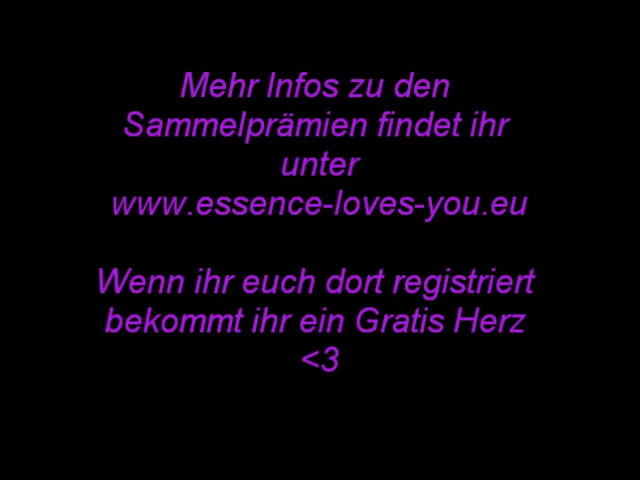 Mehr Infos zu den
Sammelprämien findet ihr
unter
www.essence-loves-you.eu
Wenn ihr euch dort registriert
bekommt ihr ein Gratis Herz
<3